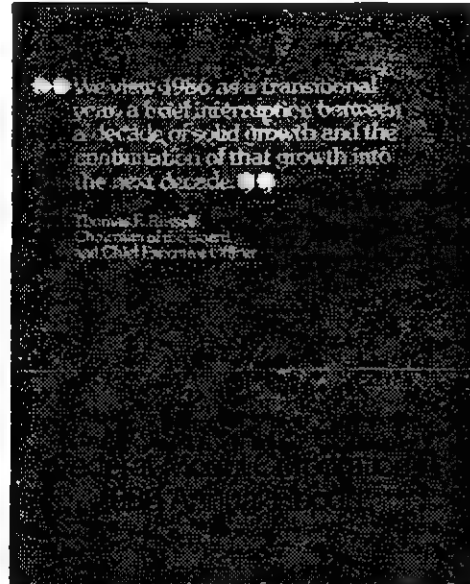 “We view 1986 as a transitional
year, a brief interruption between
a decade of solid growth and the
continuation of that growth into
the next decade.”
Thomas F. Russell
Chairman of the Board
and Chief Executive Officer